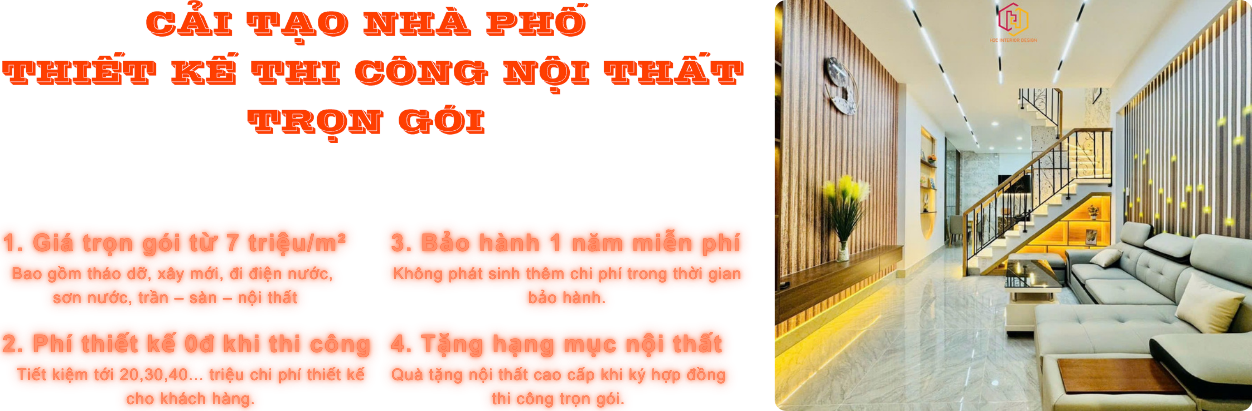 CẢI TẠO NHÀ PHỐ
THIẾT KẾ THI CÔNG NỘI THẤT
TRỌN GÓI
1. Giá trọn gói từ 7 triệu/m²
Bao gồm tháo dỡ, xây mới, đi điện nước,
sơn nước, trần – sàn – nội thất
2. Phí thiết kế 0đ khi thi công
Tiết kiệm tới 20,30,40... triệu chi phí thiết kế
cho khách hàng.
3. Bảo hành 1 năm miễn phí
Không phát sinh thêm chi phí trong thời gian
bảo hành.
4. Tặng hạng mục nội thất
Quà tặng nội thất cao cấp khi ký hợp đồng
thi công trọn gói.